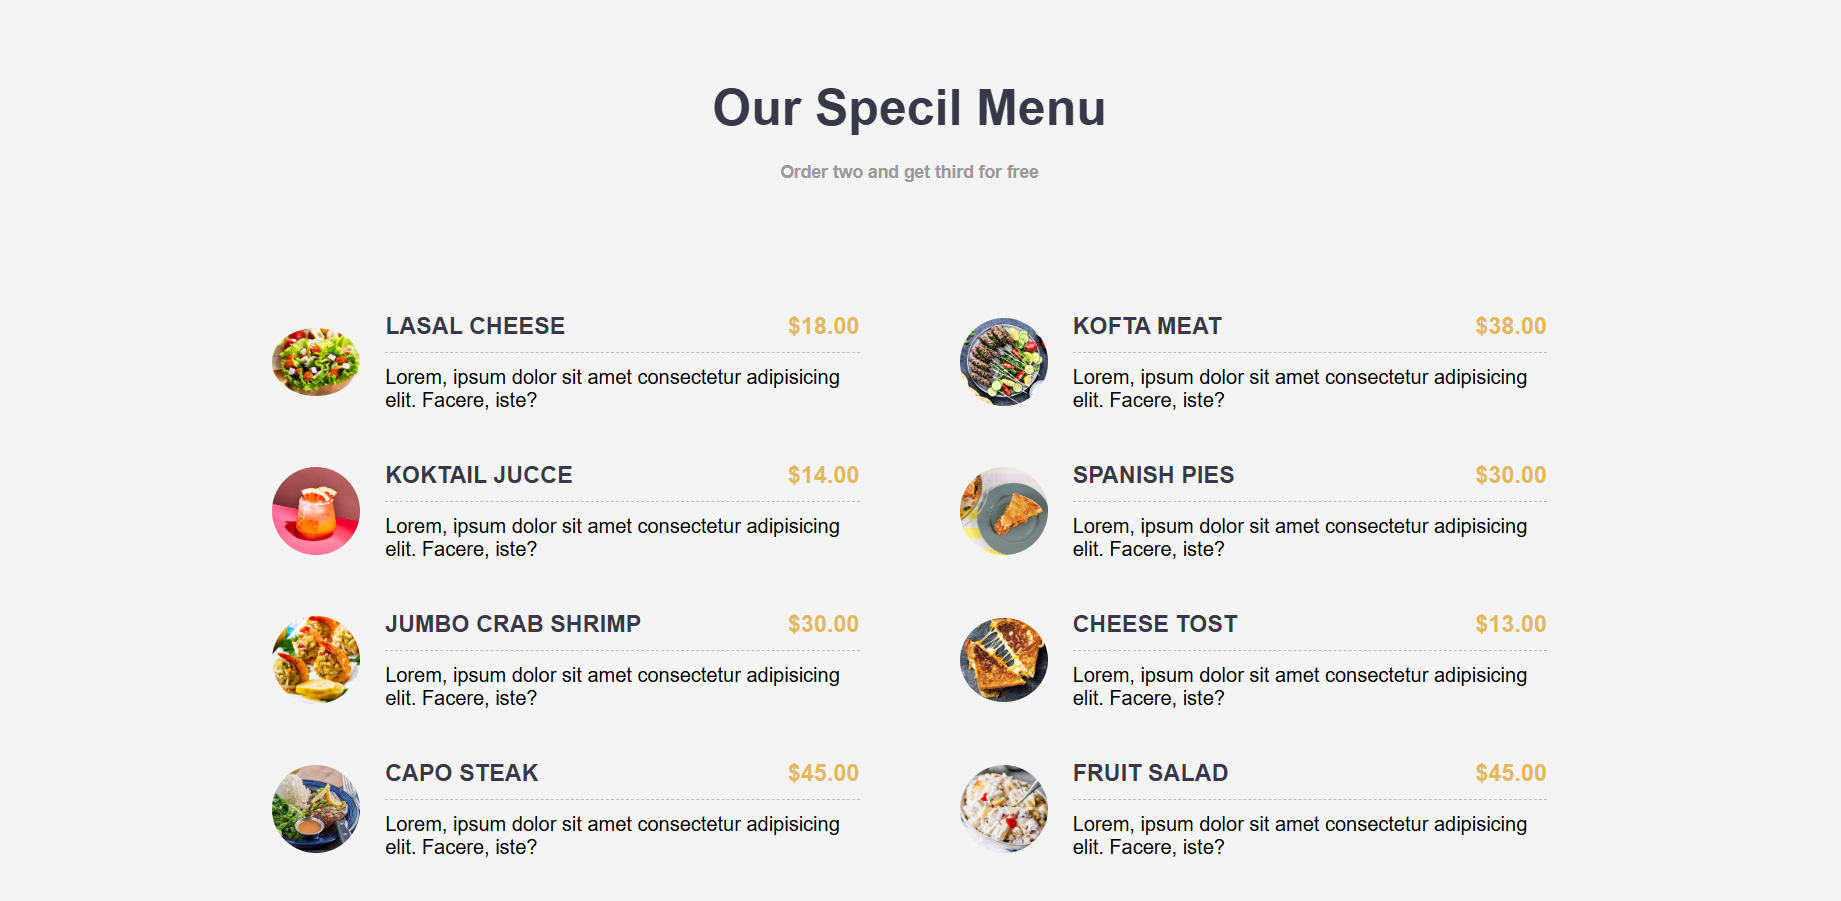 Our Specil Menu
Order two and get third for free
LASAL CHEESE $18.00
Lorem, ipsum dolor sit amet consectetur adipisicing
elit. Facere, iste?
KOFTA MEAT $38.00
Lorem, ipsum dolor sit amet consectetur adipisicing
elit. Facere, iste?
KOKTAIL JUCCE $14.00
Lorem, ipsum dolor sit amet consectetur adipisicing
elit. Facere, iste?
SPANISH PIES $30.00
Lorem, ipsum dolor sit amet consectetur adipisicing
elit. Facere, iste?
JUMBO CRAB SHRIMP $30.00
Lorem, ipsum dolor sit amet consectetur adipisicing
elit. Facere, iste?
CHEESE TOST $13.00
Lorem, ipsum dolor sit amet consectetur adipisicing
elit. Facere, iste?
CAPO STEAK $45.00
Lorem, ipsum dolor sit amet consectetur adipisicing
elit. Facere, iste?
FRUIT SALAD $45.00
Lorem, ipsum dolor sit amet consectetur adipisicing
elit. Facere, iste?